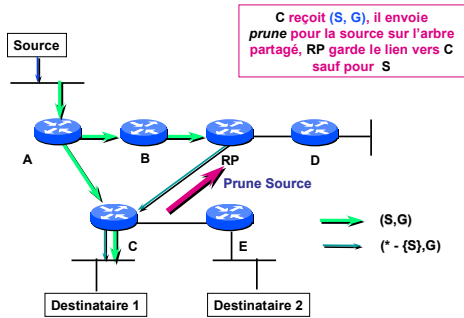 C reçoit (S, G), il envoie
prune pour la source sur l'arbre
partagé, RP garde le lien vers C
sauf pour S
Source
A
B
RP
D
Prune Source
C
E
(S,G)
(* - {S},G)
Destinataire 1
Destinataire 2